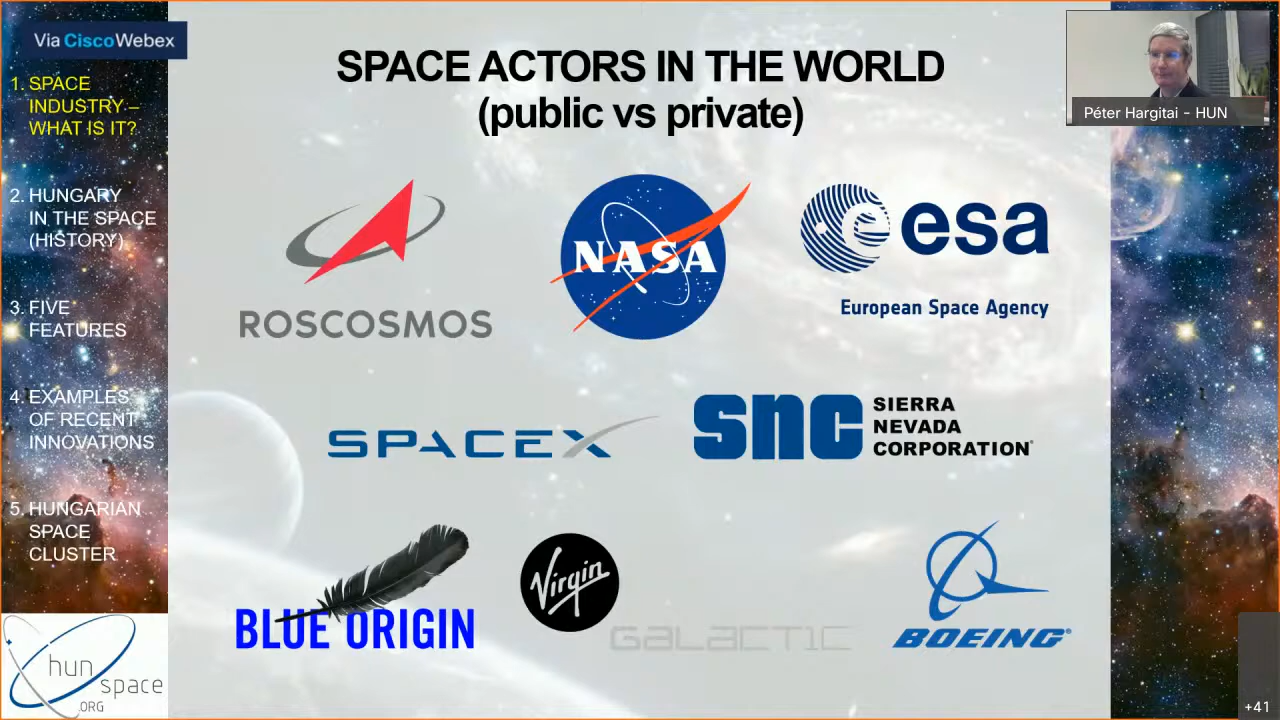 Via Cisco Webex
SPACE ACTORS IN THE WORLD
(public vs private)
Péter Hargitai - HUN
1. SPACE
INDUSTRY –
WHAT IS IT?
2. HUNGARY
IN THE SPACE
(HISTORY)
3. FIVE
FEATURES
4. EXAMPLES
OF RECENT
INNOVATIONS
5. HUNGARIAN
SPACE
CLUSTER
hun
space
.ORG
ROSCOSMOS
NASA
e esa
European Space Agency
SPACEX
snc
SIERRA
NEVADA
CORPORATION®
BLUE ORIGIN
Virgin
GALACTIC
BOEING®
+41